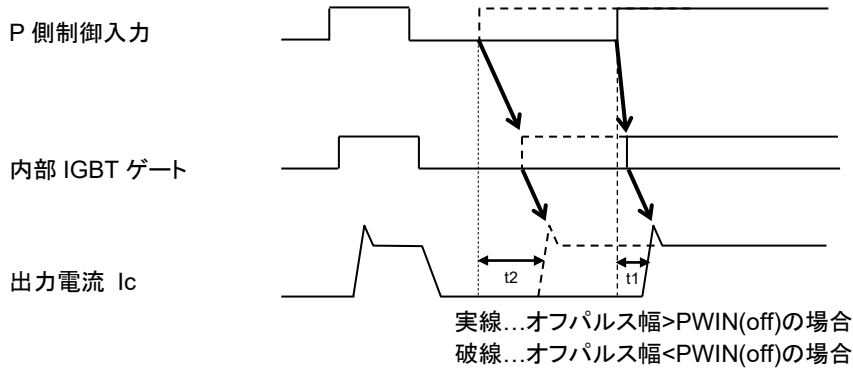 P 側制御入力
内部 IGBT ゲート
出力電流 Ic
t2
t1
実線…オフパルス幅>PWIN(off)の場合
破線…オフパルス幅<PWIN(off)の場合